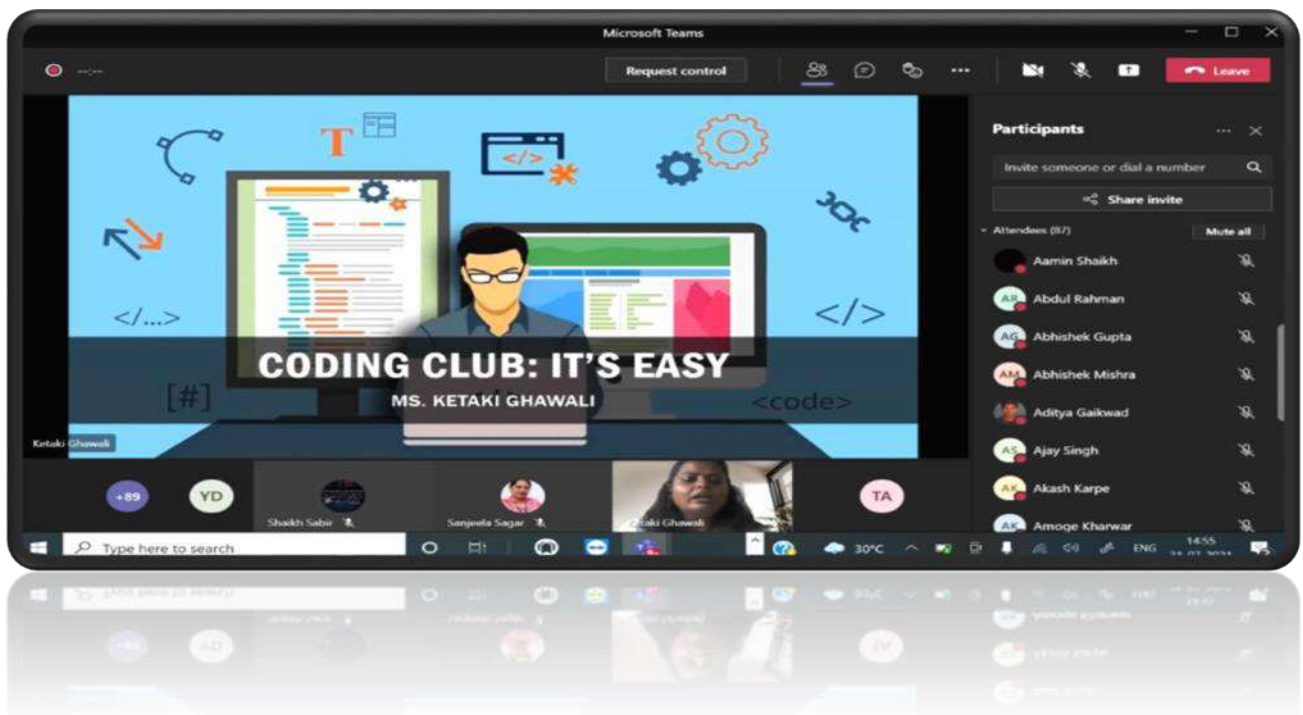 Microsoft Teams
--:--
Request control
Leave
T
</>
</...>
</>
[#]
<code>
CODING CLUB: IT'S EASY
MS. KETAKI GHAWALI
Ketaki Ghawali
Participants
Invite someone or dial a number
Share invite
Attendees (87)
Mute all
Aamin Shaikh
AR Abdul Rahman
AG Abhishek Gupta
AM Abhishek Mishra
Aditya Gaikwad
AS Ajay Singh
AK Akash Karpe
AK Amoge Kharwar
+89
YD
Shaikh Sabir
Sanjeela Sagar
Ketaki Ghawali
TA
Type here to search
30°C
ENG
14:55